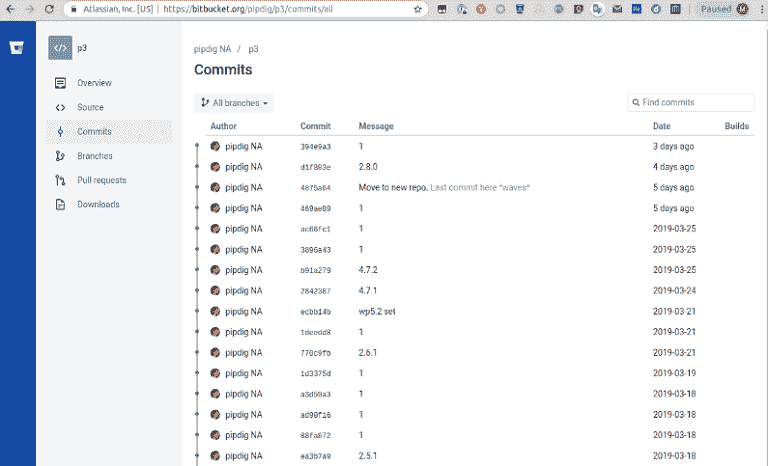 Atlassian, Inc. [US] | https://bitbucket.org/pipdig/p3/commits/all Paused M
p3
Overview
Source
Commits
Branches
Pull requests
Downloads
pipdig NA / p3
Commits
All branches
Find commits
Author Commit Message Date Builds
pipdig NA 394e9a3 1 3 days ago
pipdig NA d1f863e 2.8.0 4 days ago
pipdig NA 4875a64 Move to new repo. Last commit here *waves* 5 days ago
pipdig NA 469ae89 1 5 days ago
pipdig NA ac66fc1 1 2019-03-25
pipdig NA 3896a43 1 2019-03-25
pipdig NA b91a279 4.7.2 2019-03-25
pipdig NA 2842387 4.7.1 2019-03-24
pipdig NA ecbb14b wp5.2 set 2019-03-21
pipdig NA 1deedd8 1 2019-03-21
pipdig NA 770c9fb 2.6.1 2019-03-21
pipdig NA 1d3375d 1 2019-03-19
pipdig NA a3d69a3 1 2019-03-18
pipdig NA ad90f16 1 2019-03-18
pipdig NA 88fa872 1 2019-03-18
pipdig NA ea3b7a9 2.5.1 2019-03-18